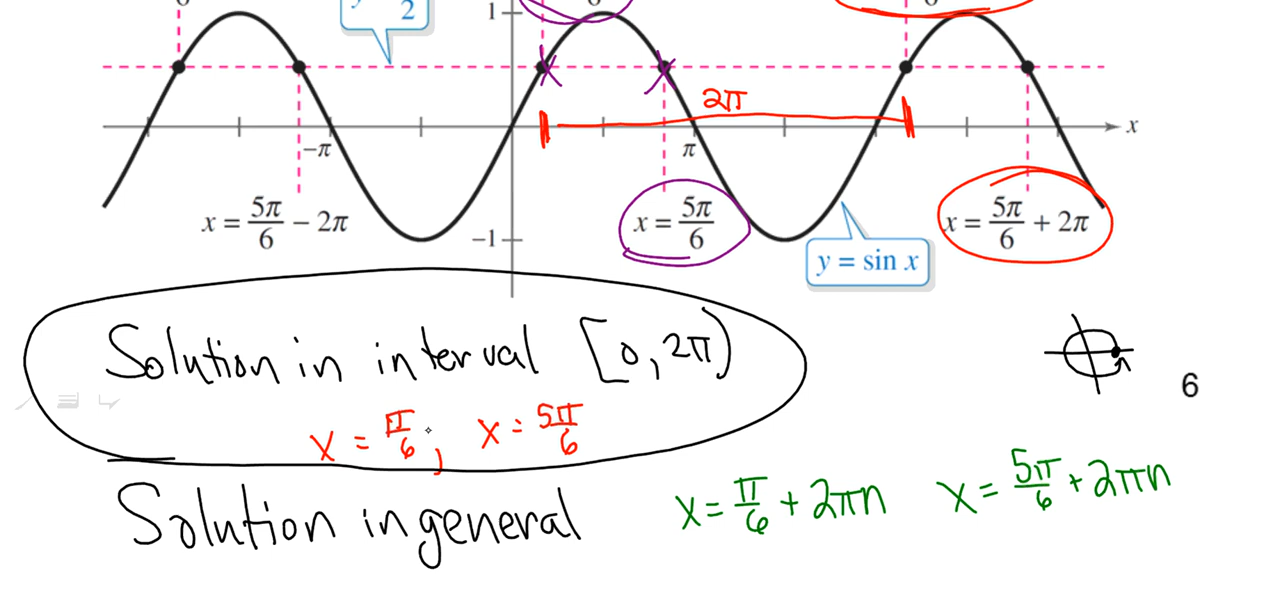 2
1
2π
-π
π
x
x = 5π/6 − 2π
x = 5π/6
x = 5π/6 + 2π
−1
y = sin x
Solution in interval [0, 2π)
6
x = π/6; x = 5π/6
Solution in general
x = π/6 + 2πn
x = 5π/6 + 2πn